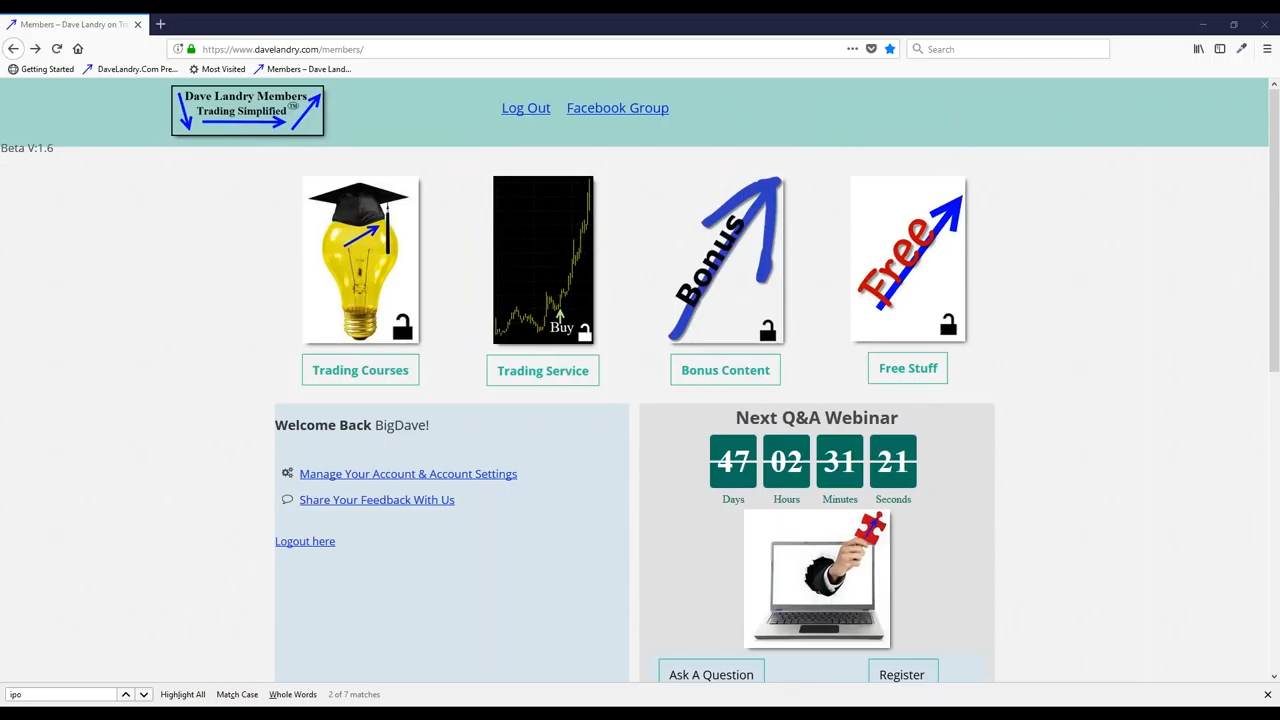 Members – Dave Landry on Tr
https://www.davelandry.com/members/
Search
Getting Started
DaveLandry.Com Pre...
Most Visited
Members – Dave Land...
Dave Landry Members
Trading Simplified TM
Log Out
Facebook Group
Beta V:1.6
Buy
Bonus
Free
Trading Courses
Trading Service
Bonus Content
Free Stuff
Welcome Back BigDave!
Manage Your Account & Account Settings
Share Your Feedback With Us
Logout here
Next Q&A Webinar
47 02 31 21
Days Hours Minutes Seconds
Ask A Question
Register
ipo
Highlight All
Match Case
Whole Words
2 of 7 matches